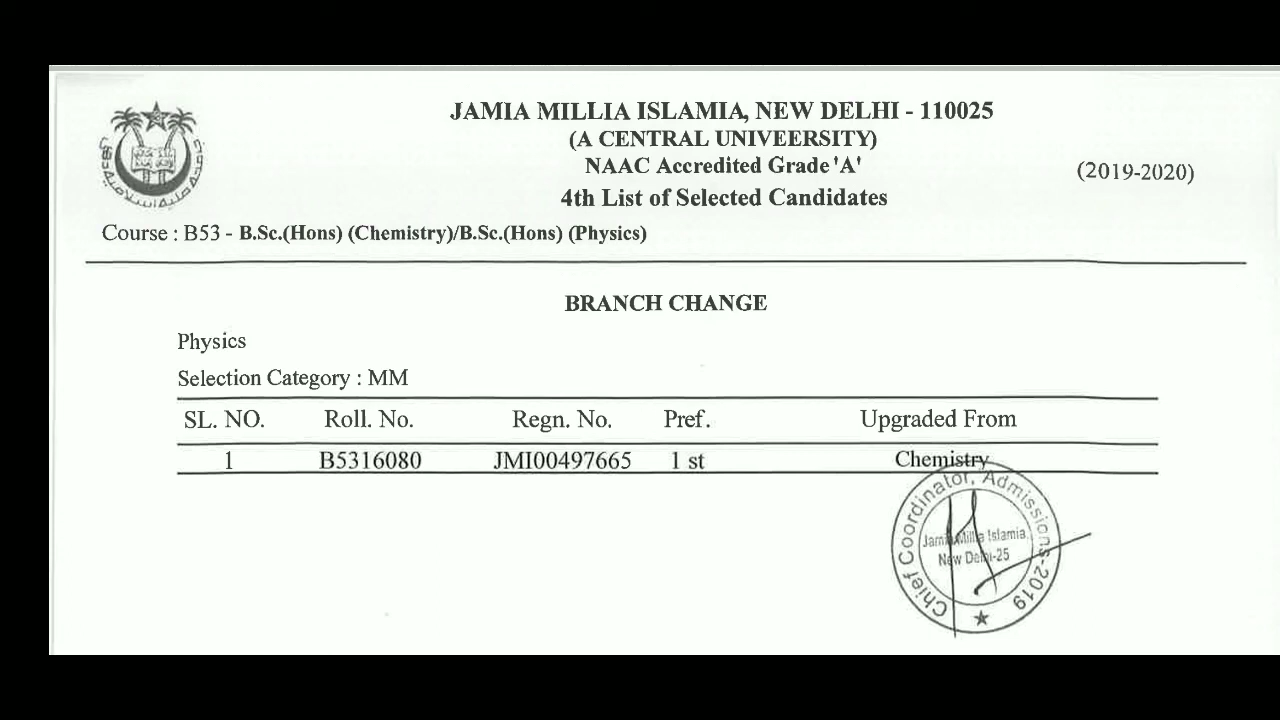 JAMIA MILLIA ISLAMIA, NEW DELHI - 110025
(A CENTRAL UNIVEERSITY)
NAAC Accredited Grade 'A'
(2019-2020)
4th List of Selected Candidates
Course : B53 - B.Sc.(Hons) (Chemistry)/B.Sc.(Hons) (Physics)
BRANCH CHANGE
Physics
Selection Category : MM
SL. NO. Roll. No. Regn. No. Pref. Upgraded From
1 B5316080 JMI00497665 1 st Chemistry
Chief Coordinator, Admissions-2019
Jamia Millia Islamia
New Delhi-25